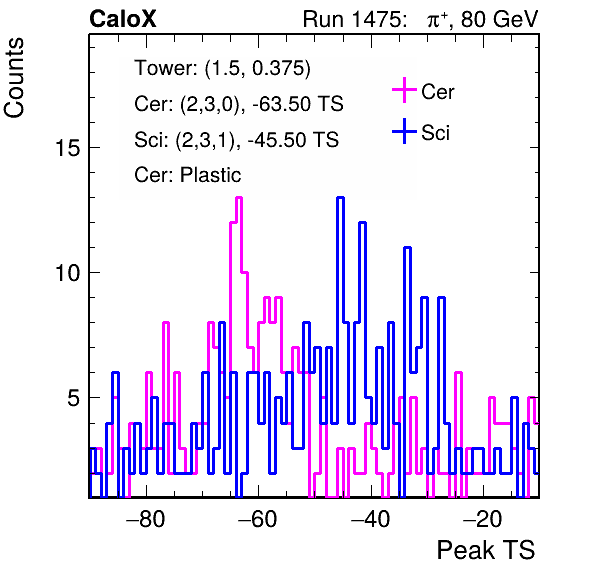 CaloX Run 1475: π⁺, 80 GeV
Counts
Tower: (1.5, 0.375)
Cer: (2,3,0), -63.50 TS
Sci: (2,3,1), -45.50 TS
Cer: Plastic
Cer
Sci
15
10
5
−80 −60 −40 −20
Peak TS